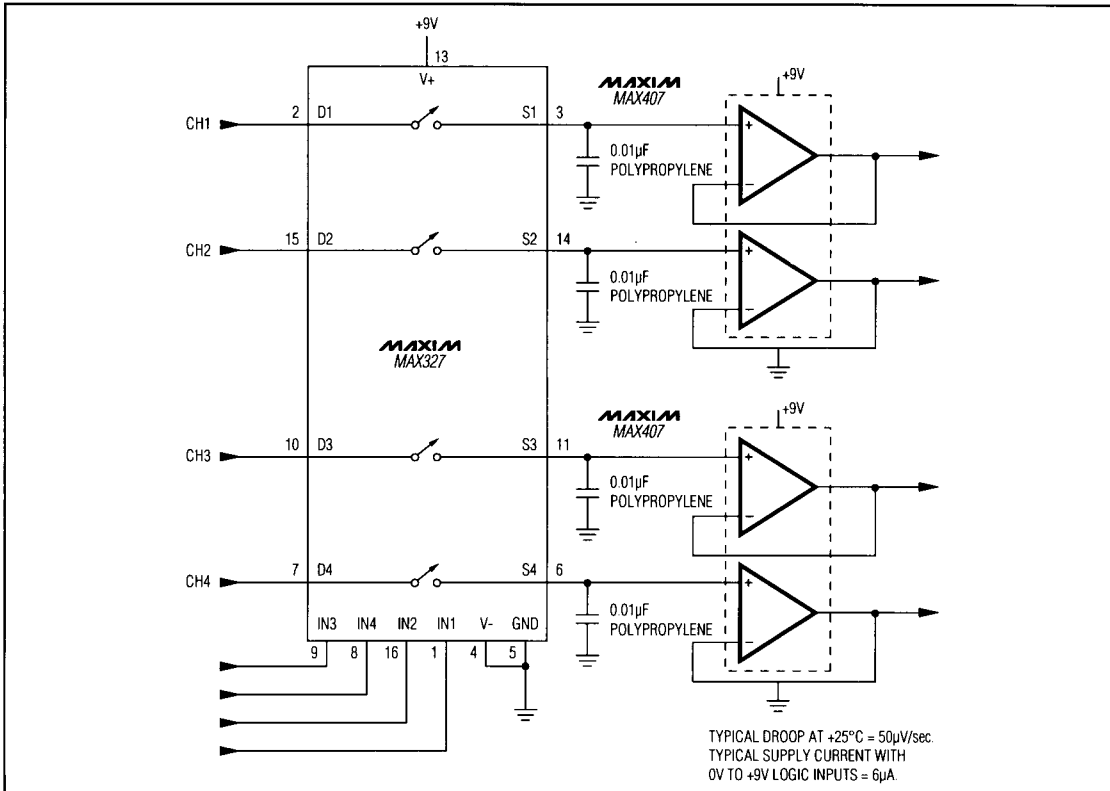 +9V
13
V+
MAXIM
MAX407
+9V
CH1
2
D1
S1
3
+
-
0.01µF
POLYPROPYLENE
CH2
15
D2
S2
14
+
-
0.01µF
POLYPROPYLENE
MAXIM
MAX327
MAXIM
MAX407
+9V
CH3
10
D3
S3
11
+
-
0.01µF
POLYPROPYLENE
CH4
7
D4
S4
6
+
-
0.01µF
POLYPROPYLENE
IN3 IN4 IN2 IN1 V- GND
9 8 16 1 4 5
TYPICAL DROOP AT +25°C = 50µV/sec.
TYPICAL SUPPLY CURRENT WITH
0V TO +9V LOGIC INPUTS = 6µA.